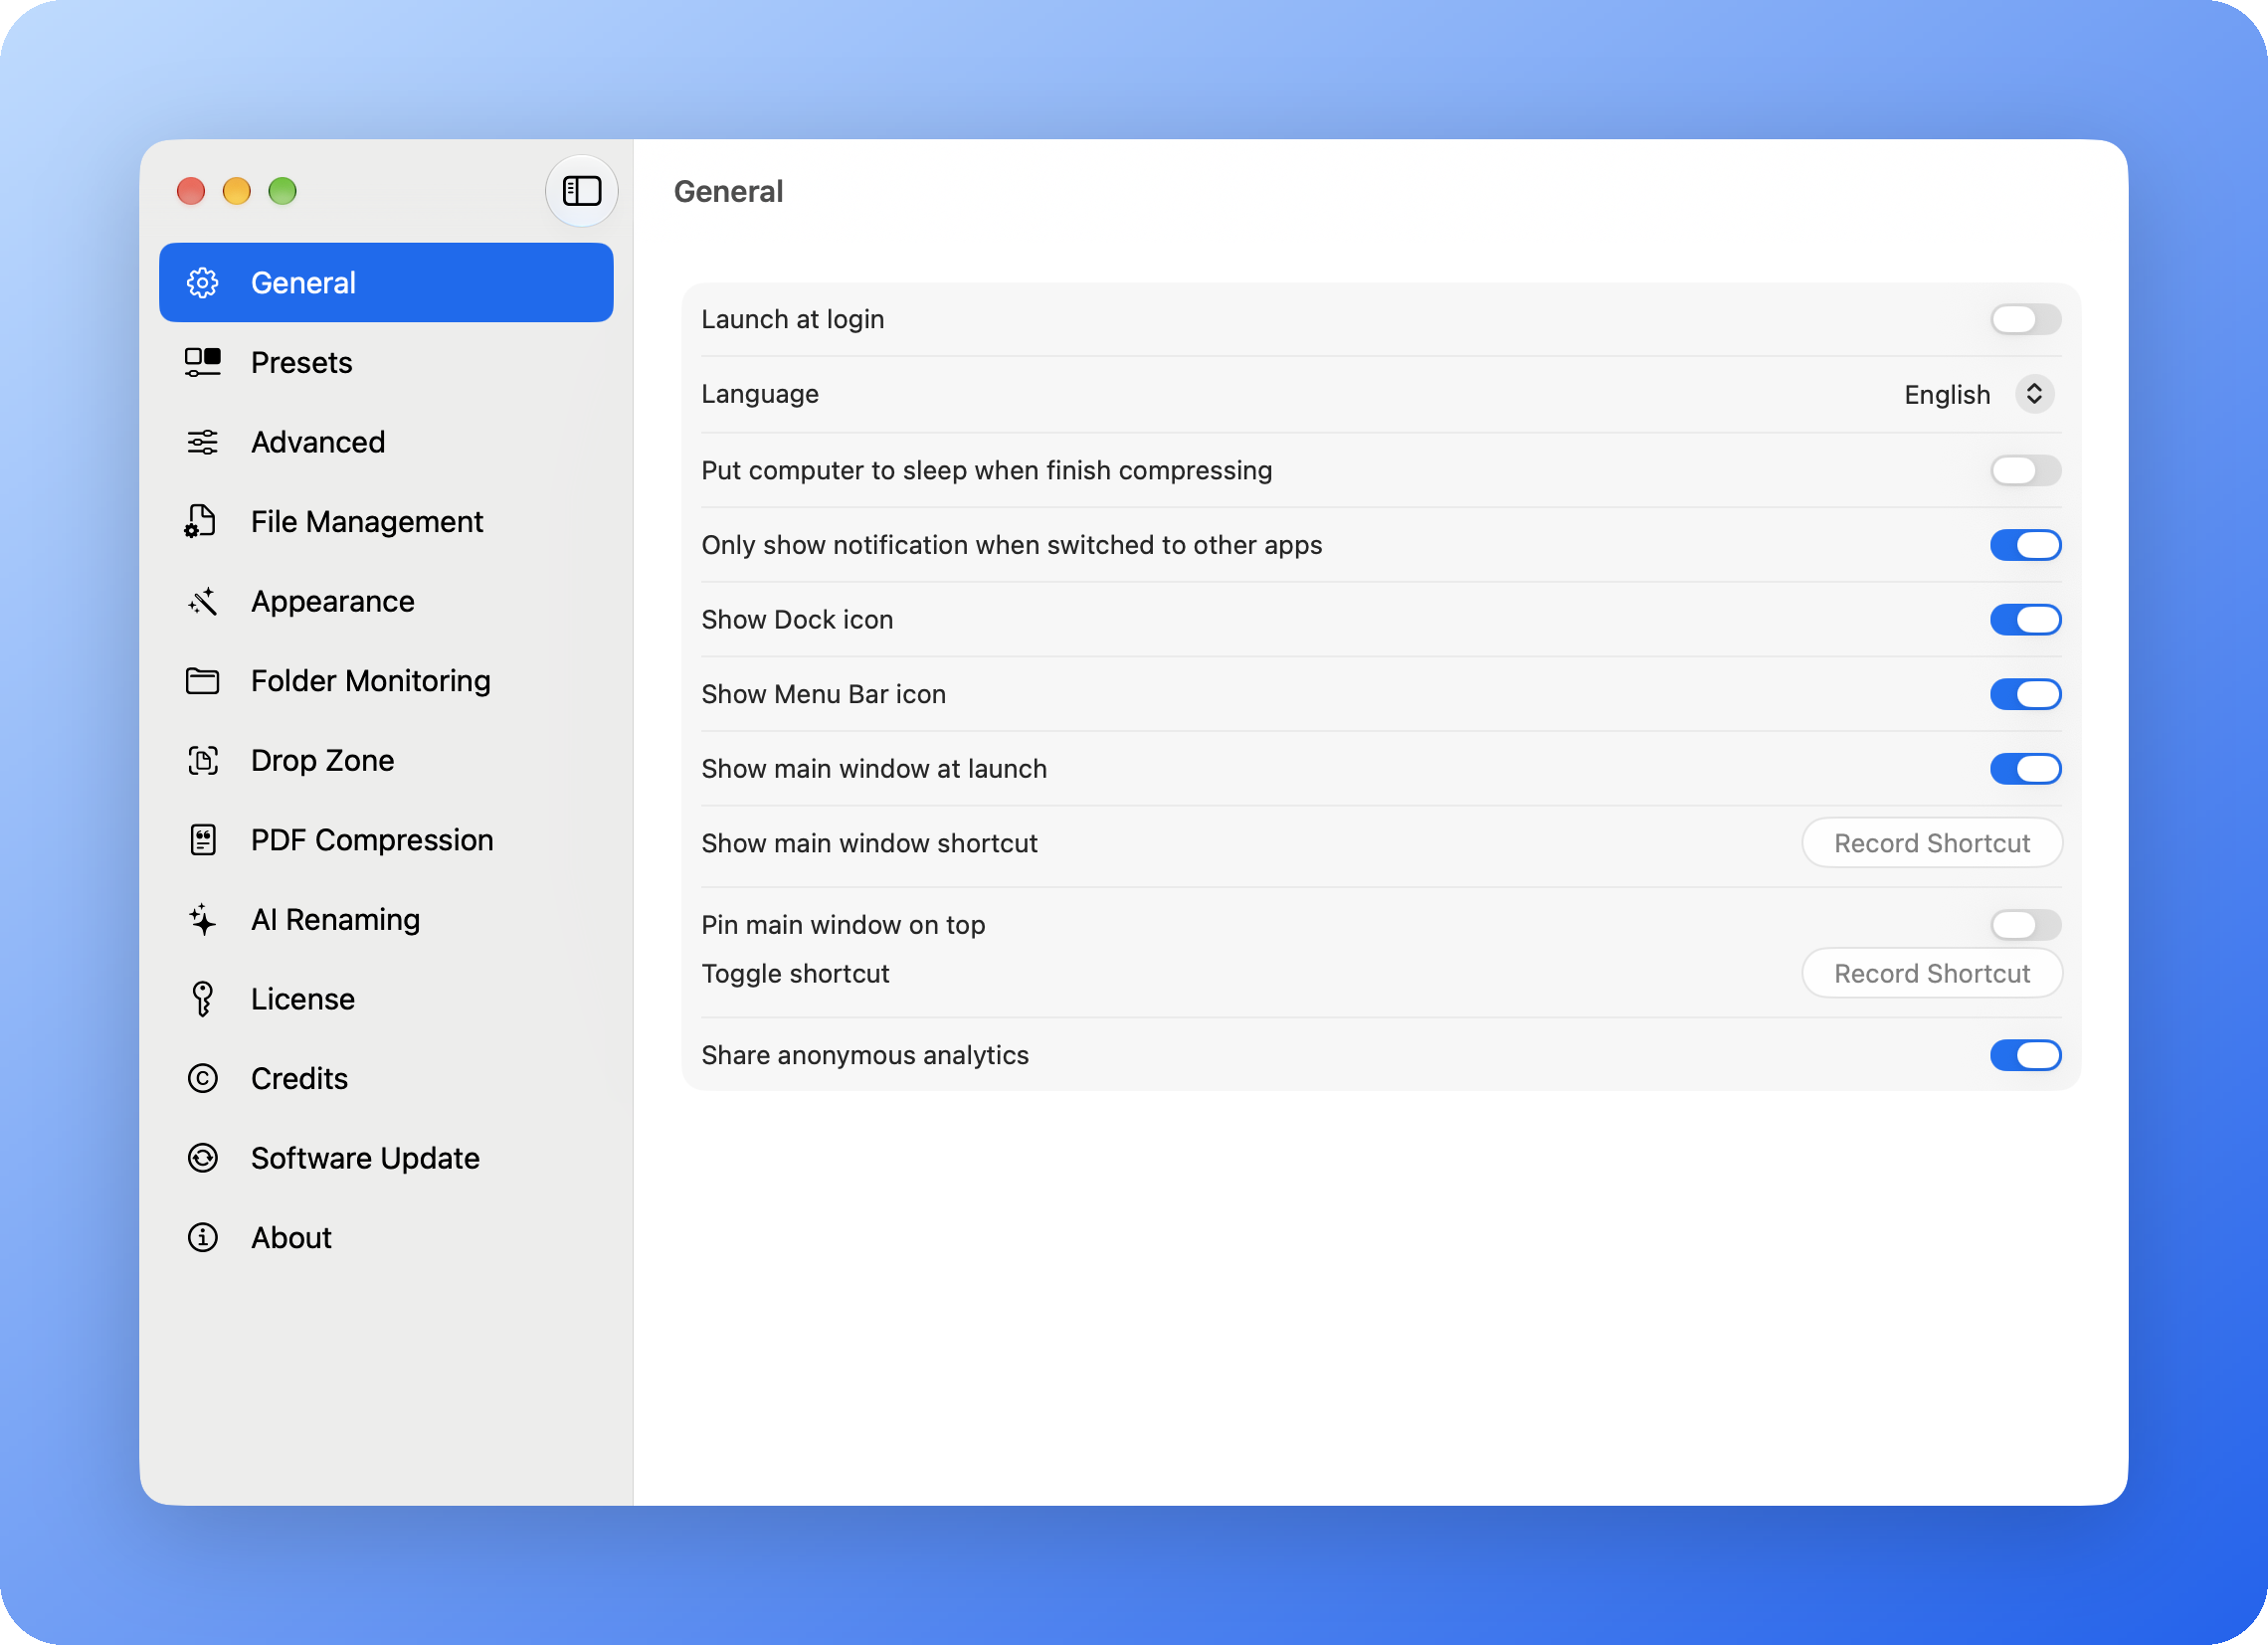 General
General
Presets
Advanced
File Management
Appearance
Folder Monitoring
Drop Zone
PDF Compression
AI Renaming
License
Credits
Software Update
About
Launch at login
Language English
Put computer to sleep when finish compressing
Only show notification when switched to other apps
Show Dock icon
Show Menu Bar icon
Show main window at launch
Show main window shortcut Record Shortcut
Pin main window on top
Toggle shortcut Record Shortcut
Share anonymous analytics